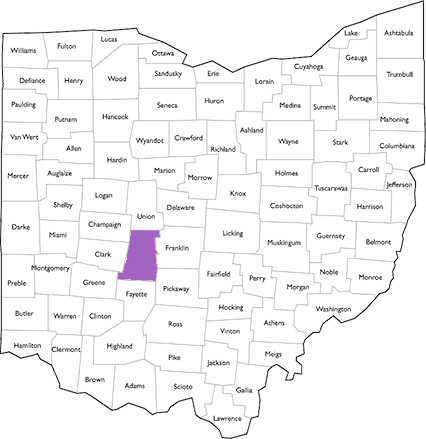 Williams
Fulton
Lucas
Ottawa
Lake
Ashtabula
Geauga
Cuyahoga
Defiance
Henry
Wood
Sandusky
Erie
Lorain
Trumbull
Paulding
Putnam
Hancock
Seneca
Huron
Medina
Summit
Portage
Mahoning
Van Wert
Allen
Wyandot
Crawford
Richland
Ashland
Wayne
Stark
Columbiana
Mercer
Auglaize
Hardin
Marion
Morrow
Holmes
Carroll
Jefferson
Tuscarawas
Shelby
Logan
Union
Delaware
Knox
Coshocton
Harrison
Darke
Miami
Champaign
Clark
Franklin
Licking
Muskingum
Guernsey
Belmont
Preble
Montgomery
Greene
Fayette
Pickaway
Fairfield
Perry
Morgan
Noble
Monroe
Butler
Warren
Clinton
Ross
Hocking
Vinton
Athens
Washington
Hamilton
Clermont
Highland
Pike
Jackson
Meigs
Brown
Adams
Scioto
Gallia
Lawrence